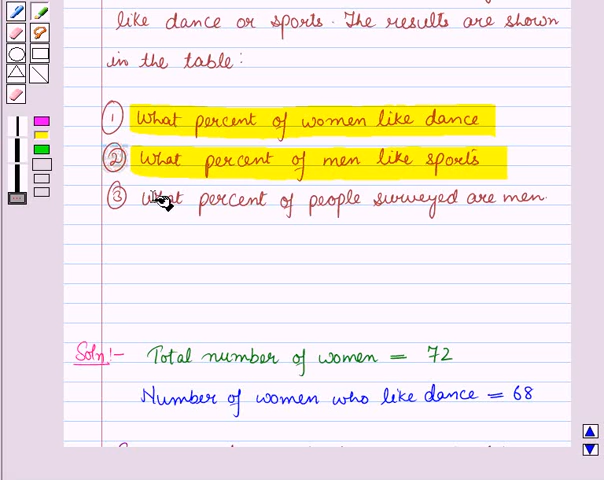 like dance or sports. The results are shown
in the table:
① What percent of women like dance
② What percent of men like sports
③ What percent of people surveyed are men.
Soln:- Total number of women = 72
Number of women who like dance = 68